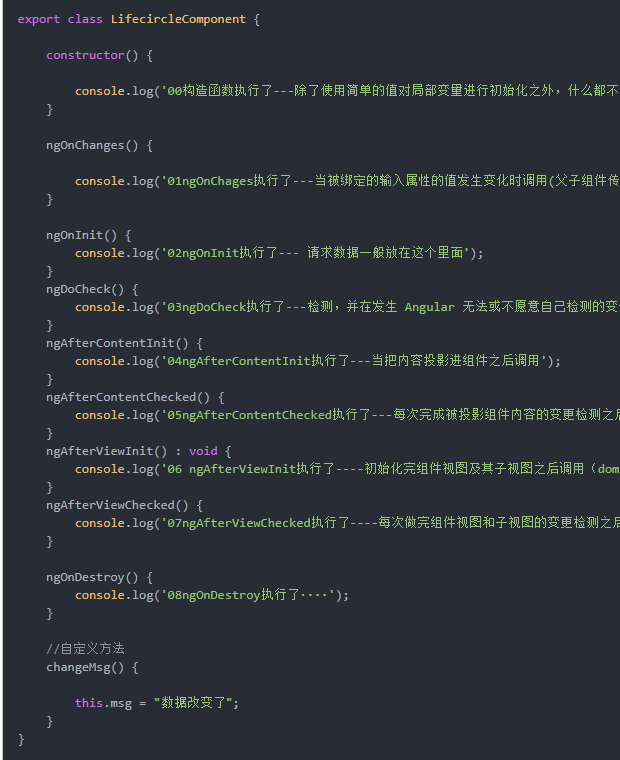 export class LifecircleComponent {
constructor() {
console.log('00构造函数执行了---除了使用简单的值对局部变量进行初始化之外，什么都不
}
ngOnChanges() {
console.log('01ngOnChages执行了---当被绑定的输入属性的值发生变化时调用(父子组件传
}
ngOnInit() {
console.log('02ngOnInit执行了--- 请求数据一般放在这个里面');
}
ngDoCheck() {
console.log('03ngDoCheck执行了---检测，并在发生 Angular 无法或不愿意自己检测的变
}
ngAfterContentInit() {
console.log('04ngAfterContentInit执行了---当把内容投影进组件之后调用');
}
ngAfterContentChecked() {
console.log('05ngAfterContentChecked执行了---每次完成被投影组件内容的变更检测之后
}
ngAfterViewInit() : void {
console.log('06 ngAfterViewInit执行了----初始化完组件视图及其子视图之后调用（dom
}
ngAfterViewChecked() {
console.log('07ngAfterViewChecked执行了----每次做完组件视图和子视图的变更检测之后
}
ngOnDestroy() {
console.log('08ngOnDestroy执行了····');
}
//自定义方法
changeMsg() {
this.msg = "数据改变了";
}
}